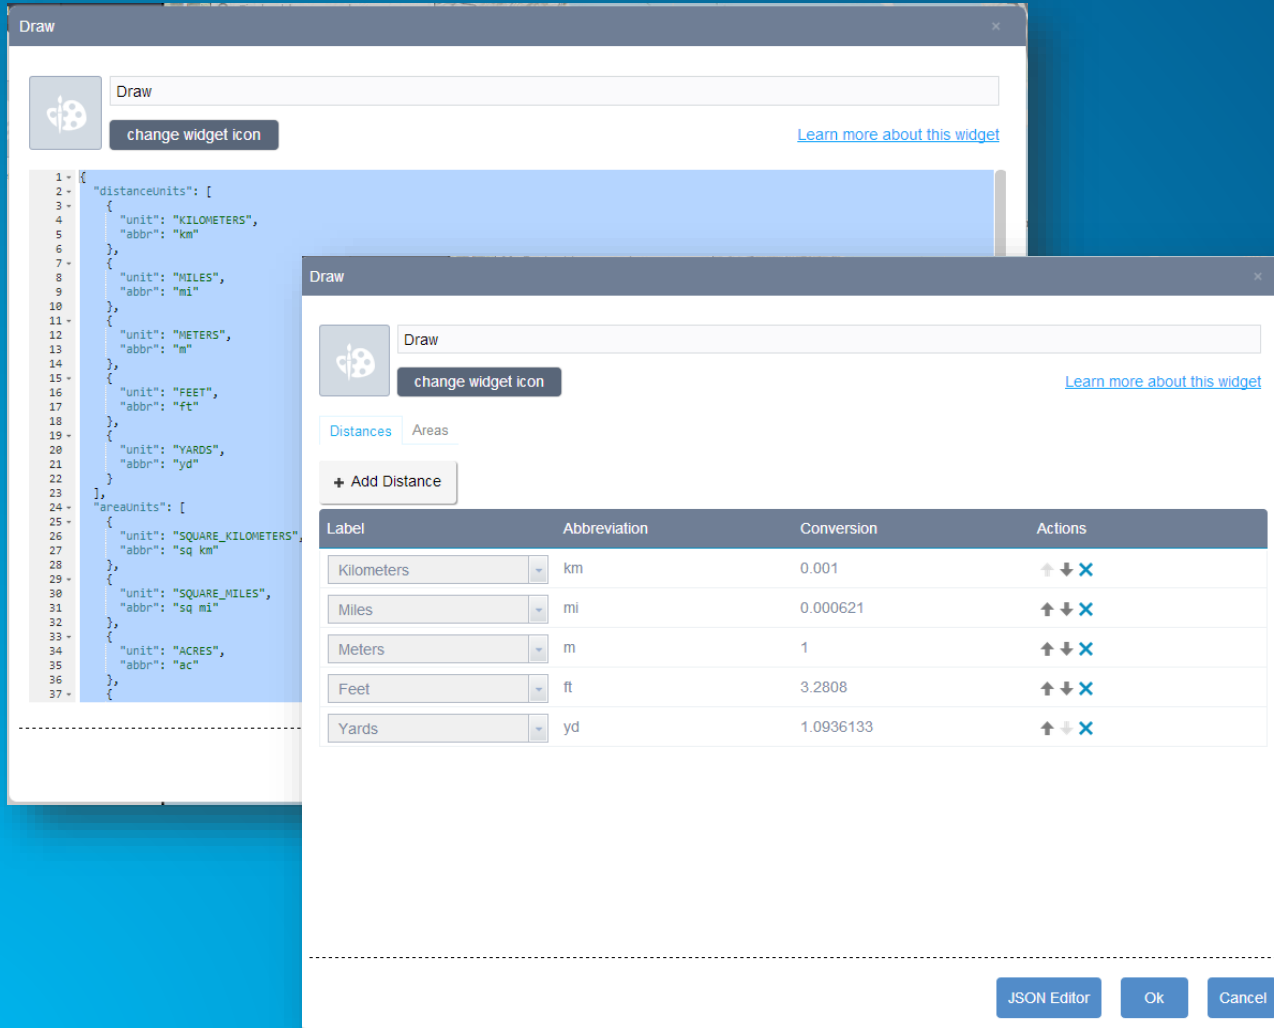 Draw
×
Draw
change widget icon
Learn more about this widget
1 {
2 "distanceUnits": [
3 {
4 "unit": "KILOMETERS",
5 "abbr": "km"
6 },
7 {
8 "unit": "MILES",
9 "abbr": "mi"
10 },
11 {
12 "unit": "METERS",
13 "abbr": "m"
14 },
15 {
16 "unit": "FEET",
17 "abbr": "ft"
18 },
19 {
20 "unit": "YARDS",
21 "abbr": "yd"
22 }
23 ],
24 "areaUnits": [
25 {
26 "unit": "SQUARE_KILOMETERS",
27 "abbr": "sq km"
28 },
29 {
30 "unit": "SQUARE_MILES",
31 "abbr": "sq mi"
32 },
33 {
34 "unit": "ACRES",
35 "abbr": "ac"
36 },
37 {
Draw
×
Draw
change widget icon
Learn more about this widget
Distances Areas
+ Add Distance
Label Abbreviation Conversion Actions
Kilometers km 0.001
Miles mi 0.000621
Meters m 1
Feet ft 3.2808
Yards yd 1.0936133
JSON Editor Ok Cancel